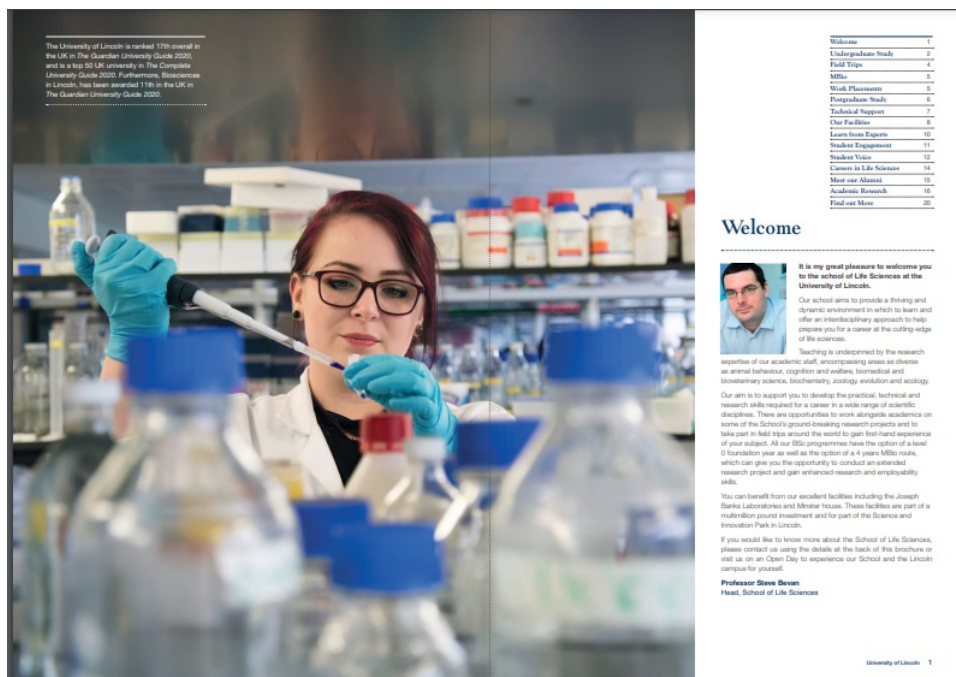 The University of Lincoln is ranked 17th overall in
the UK in The Guardian University Guide 2020,
and is a top 50 UK university in The Complete
University Guide 2020. Furthermore, Biosciences
in Lincoln, has been awarded 11th in the UK in
The Guardian University Guide 2020.
Welcome 1
Undergraduate Study 2
Field Trips 4
MBio 5
Work Placements 5
Postgraduate Study 6
Technical Support 7
Our Facilities 8
Learn from Experts 10
Student Engagement 11
Student Voice 12
Careers in Life Sciences 14
Meet our Alumni 15
Academic Research 16
Find out More 20
Welcome
It is my great pleasure to welcome you
to the school of Life Sciences at the
University of Lincoln.
Our school aims to provide a thriving and
dynamic environment in which to learn and
offer an interdisciplinary approach to help
prepare you for a career at the cutting-edge
of life sciences.
Teaching is underpinned by the research
expertise of our academic staff, encompassing areas as diverse
as animal behaviour, cognition and welfare, biomedical and
bioveterinary science, biochemistry, zoology, evolution and ecology.
Our aim is to support you to develop the practical, technical and
research skills required for a career in a wide range of scientific
disciplines. There are opportunities to work alongside academics on
some of the School's ground-breaking research projects and to
take part in field trips around the world to gain first-hand experience
of your subject. All our BSc programmes have the option of a level
0 foundation year as well as the option of a 4 years MBio route,
which can give you the opportunity to conduct an extended
research project and gain enhanced research and employability
skills.
You can benefit from our excellent facilities including the Joseph
Banks Laboratories and Minster house. These facilities are part of a
multimillion pound investment and for part of the Science and
Innovation Park in Lincoln.
If you would like to know more about the School of Life Sciences,
please contact us using the details at the back of this brochure or
visit us on an Open Day to experience our School and the Lincoln
campus for yourself.
Professor Steve Bevan
Head, School of Life Sciences
University of Lincoln 1